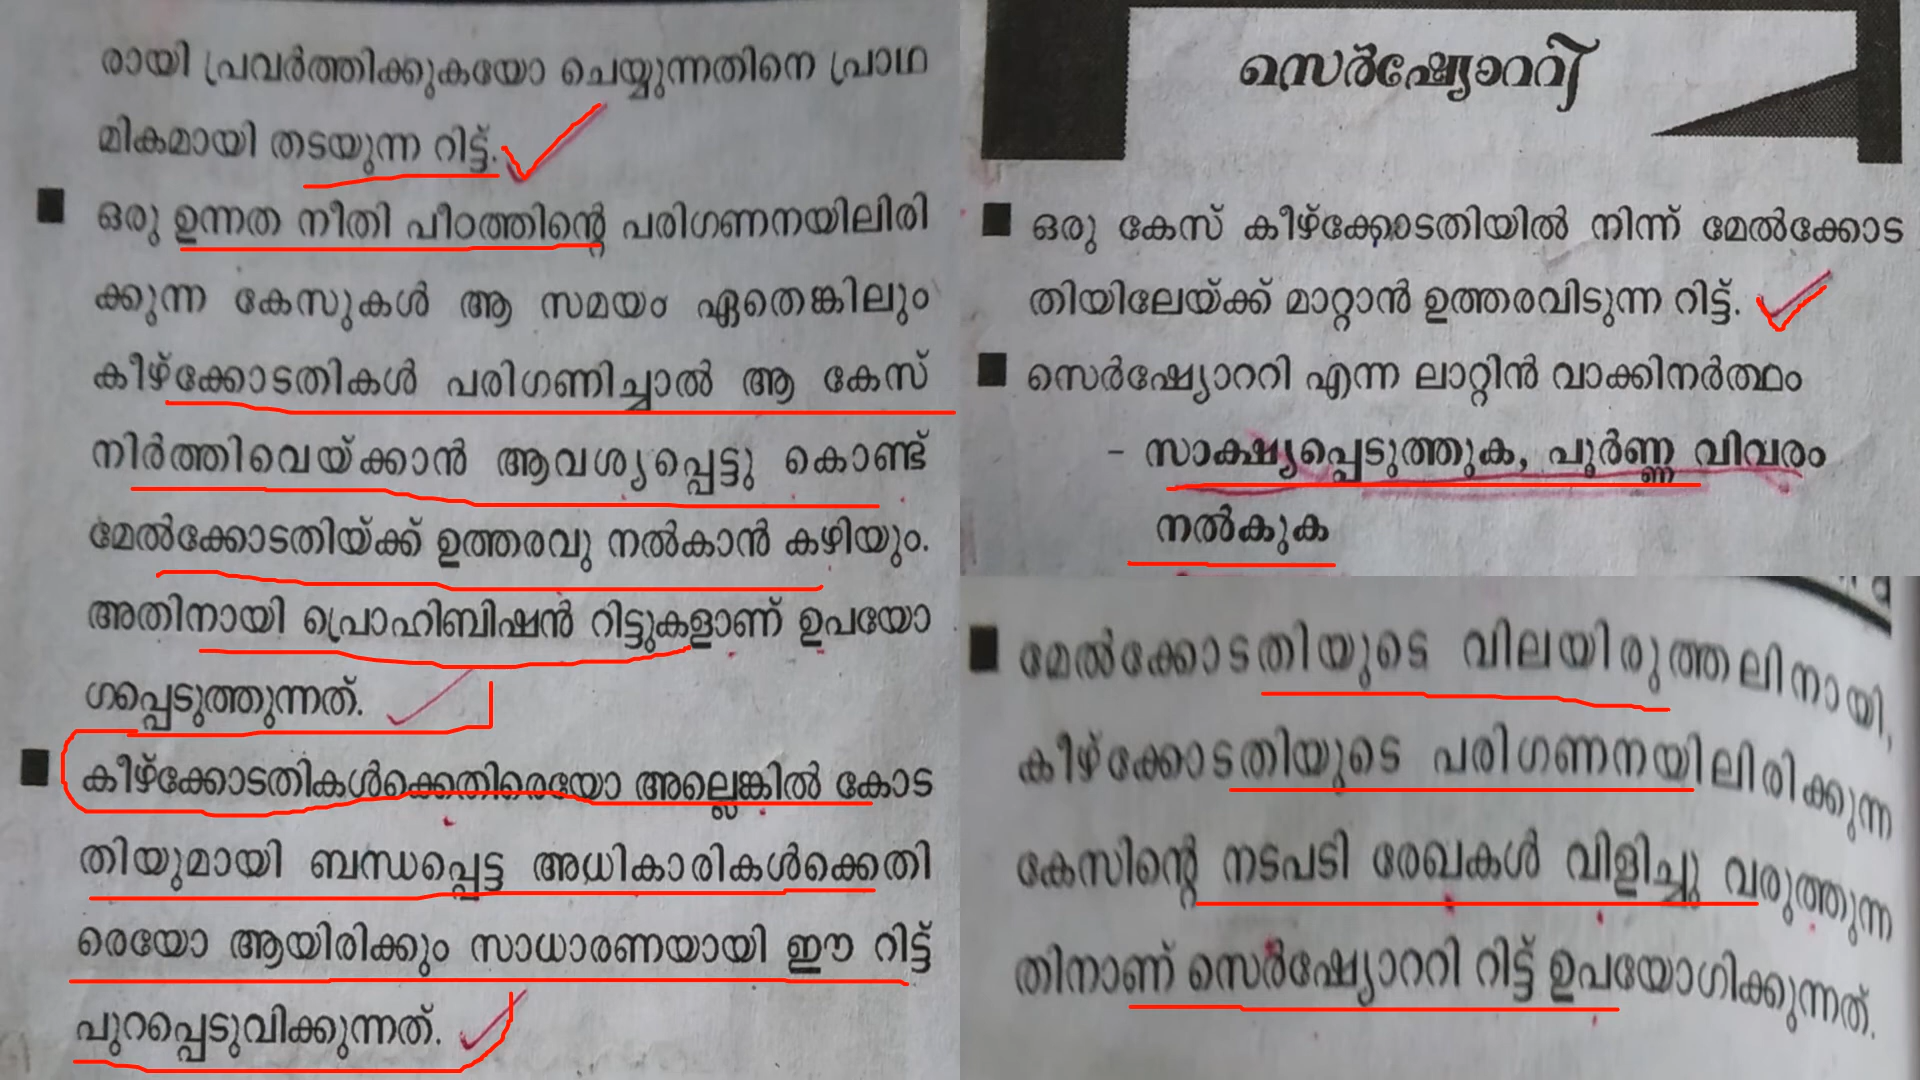 രായി പ്രവർത്തിക്കുകയോ ചെയ്യുന്നതിനെ പ്രാഥ
മികമായി തടയുന്ന റിട്ട്.
ഒരു ഉന്നത നീതി പീഠത്തിന്റെ പരിഗണനയിലിരി
ക്കുന്ന കേസുകൾ ആ സമയം ഏതെങ്കിലും
കീഴ്ക്കോടതികൾ പരിഗണിച്ചാൽ ആ കേസ്
നിർത്തിവെയ്ക്കാൻ ആവശ്യപ്പെട്ടു കൊണ്ട്
മേൽക്കോടതിയ്ക്ക് ഉത്തരവു നൽകാൻ കഴിയും.
അതിനായി പ്രൊഹിബിഷൻ റിട്ടുകളാണ് ഉപയോ
ഗപ്പെടുത്തുന്നത്.
കീഴ്ക്കോടതികൾക്കെതിരെയോ അല്ലെങ്കിൽ കോട
തിയുമായി ബന്ധപ്പെട്ട അധികാരികൾക്കെതി
രെയോ ആയിരിക്കും സാധാരണയായി ഈ റിട്ട്
പുറപ്പെടുവിക്കുന്നത്.
സെർഷ്യോററി
ഒരു കേസ് കീഴ്ക്കോടതിയിൽ നിന്ന് മേൽക്കോട
തിയിലേയ്ക്ക് മാറ്റാൻ ഉത്തരവിടുന്ന റിട്ട്.
സെർഷ്യോററി എന്ന ലാറ്റിൻ വാക്കിനർത്ഥം
- സാക്ഷ്യപ്പെടുത്തുക, പൂർണ്ണ വിവരം
നൽകുക
മേൽക്കോടതിയുടെ വിലയിരുത്തലിനായി,
കീഴ്ക്കോടതിയുടെ പരിഗണനയിലിരിക്കുന്ന
കേസിന്റെ നടപടി രേഖകൾ വിളിച്ചു വരുത്തുന്ന
തിനാണ് സെർഷ്യോററി റിട്ട് ഉപയോഗിക്കുന്നത്.